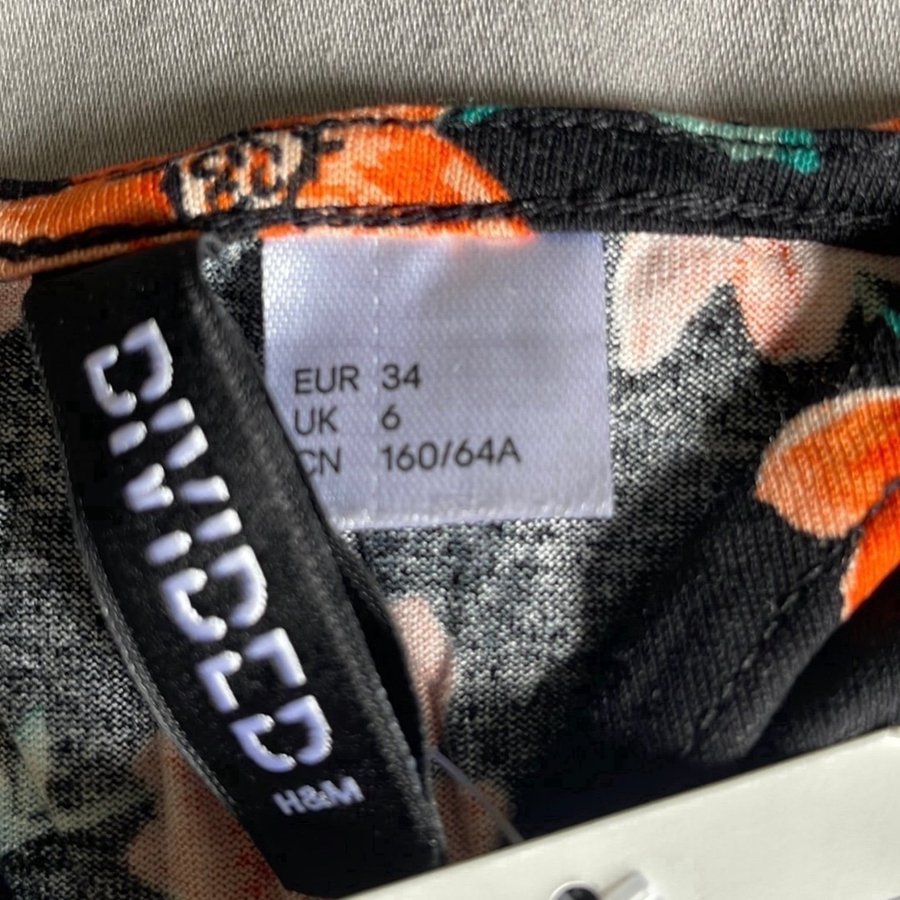 EUR 34
UK 6
CN 160/64A
DIVIDED
H&M